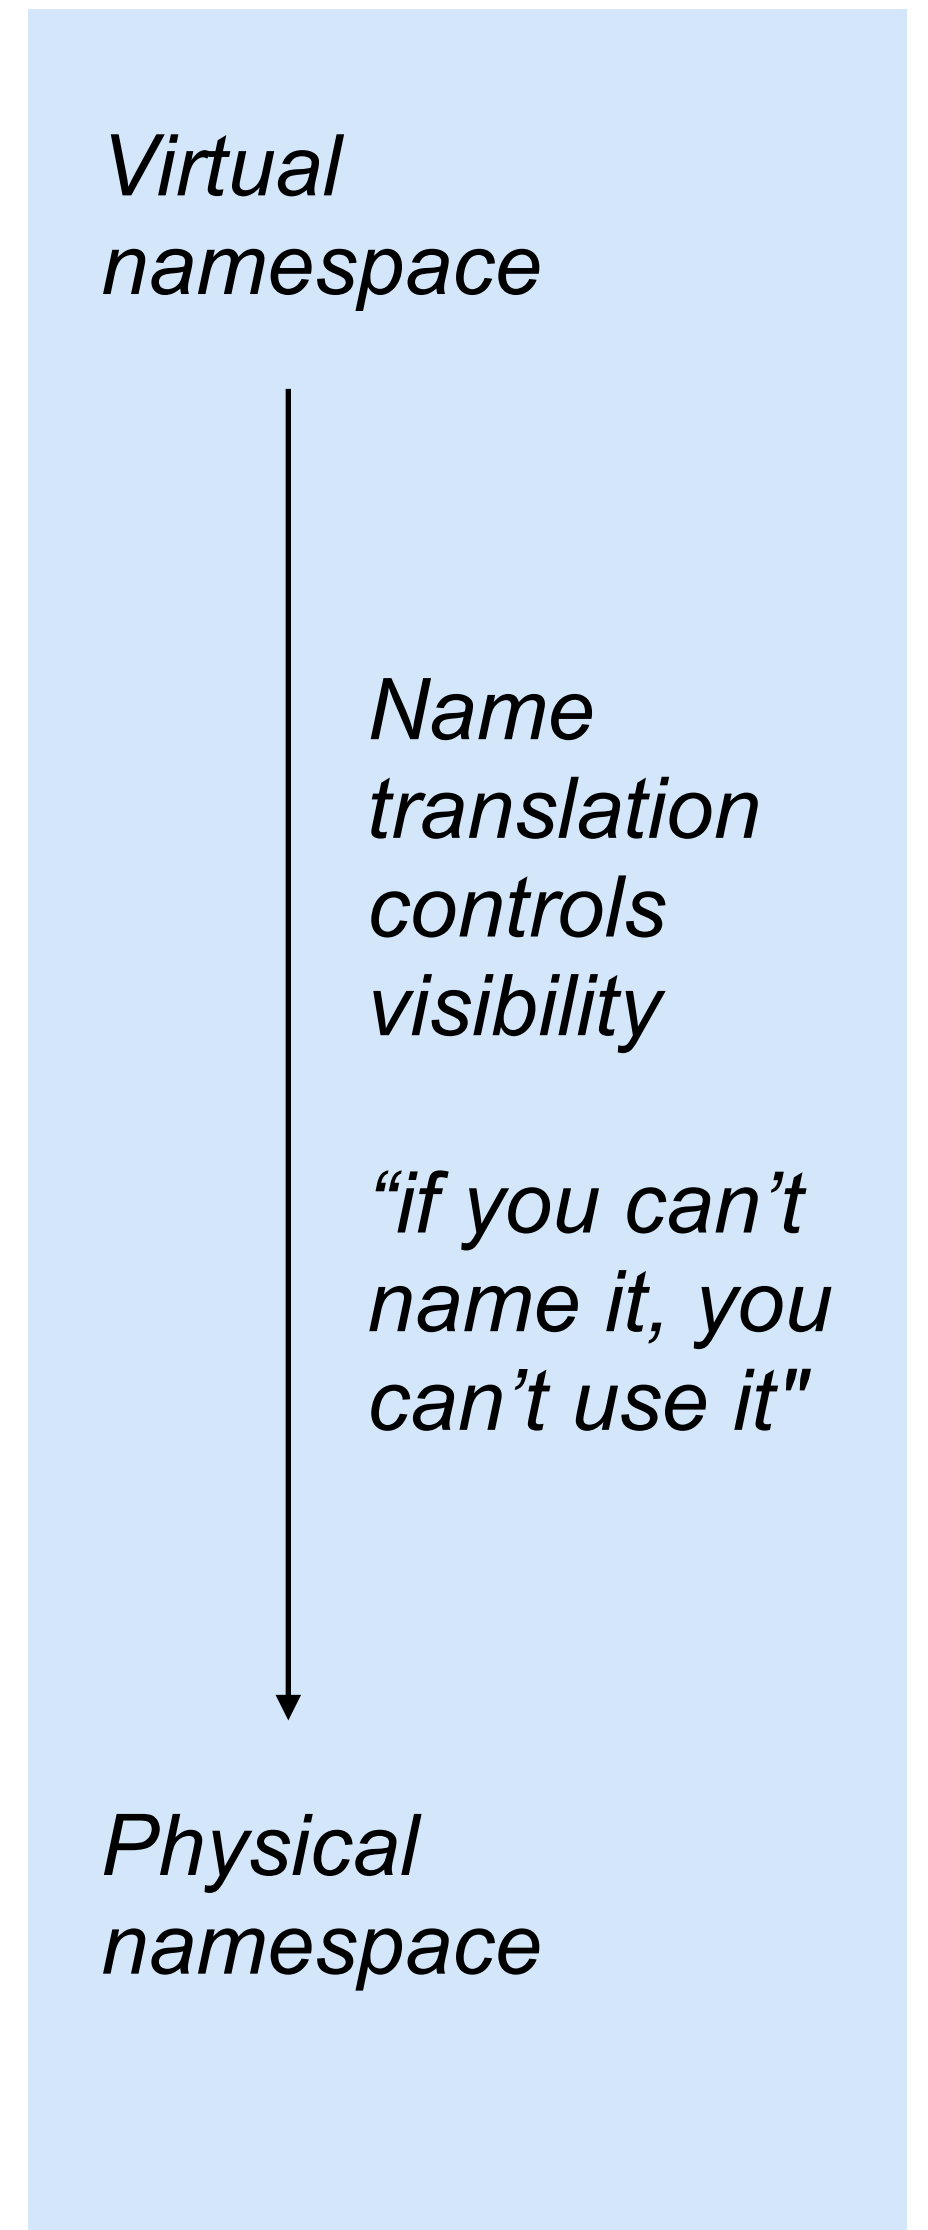 Virtual
namespace
Name
translation
controls
visibility
“if you can’t
name it, you
can’t use it"
Physical
namespace